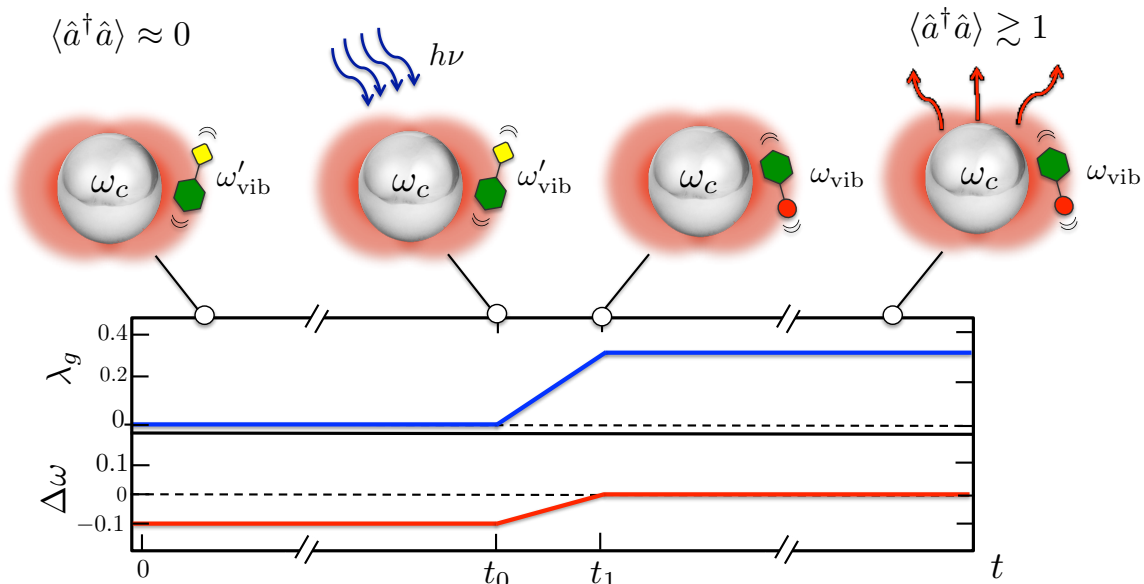 ⟨â†â⟩ ≈ 0
hν
⟨â†â⟩ ≳ 1
ω_c
ω′_vib
ω_c
ω′_vib
ω_c
ω_vib
ω_c
ω_vib
λ_g
0.4
0.2
0
Δω
0.1
0
−0.1
0
t_0
t_1
t